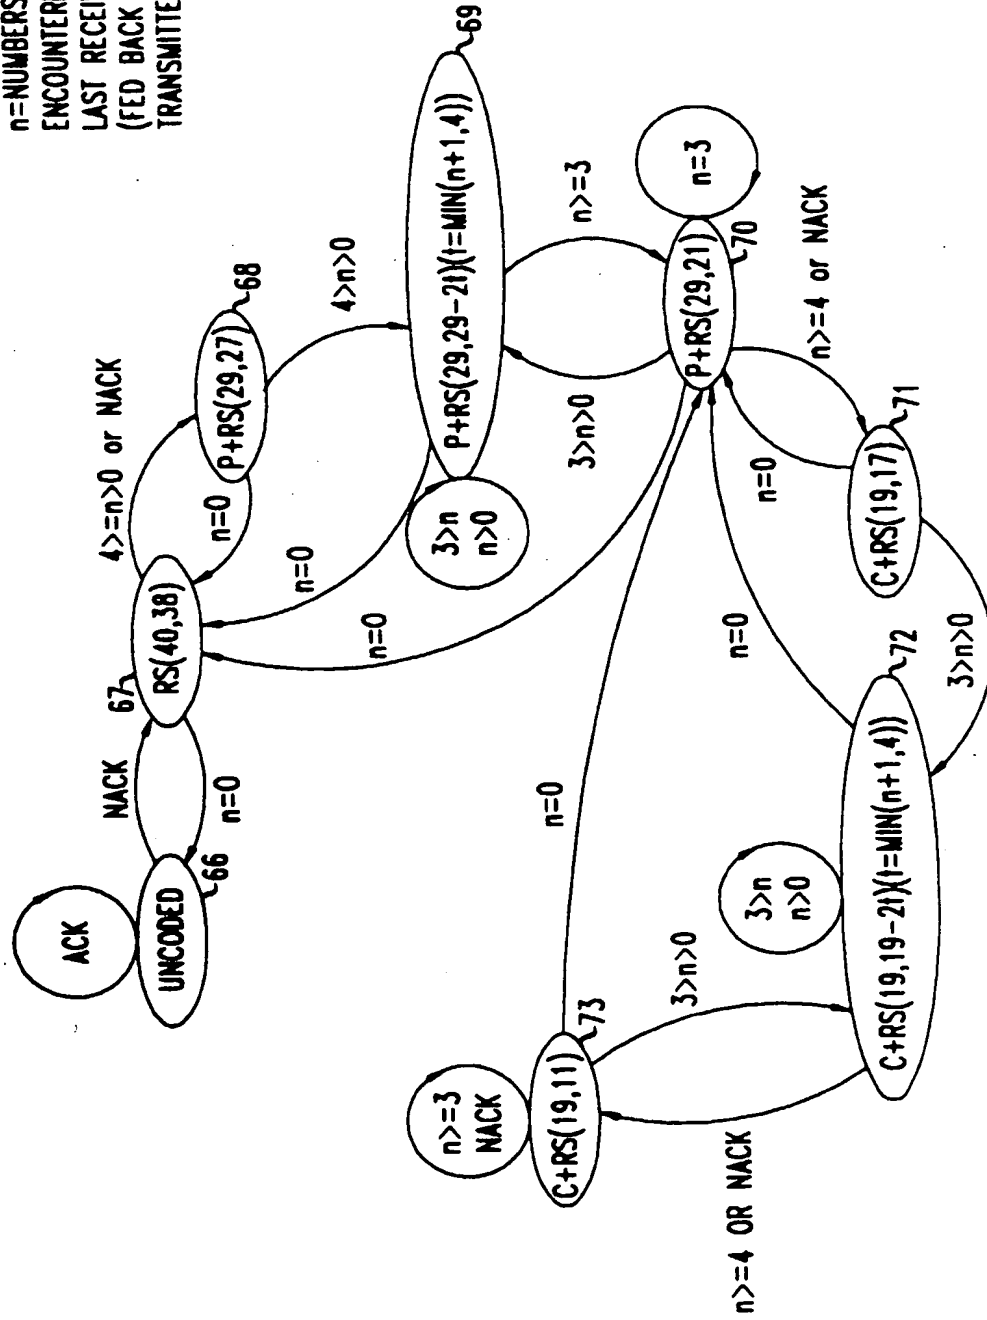 n=NUMBERS
ENCOUNTER
LAST RECEI
(FED BACK
TRANSMITTE
ACK
UNCODED
66
NACK
n=0
67
RS(40,38)
4>=n>0 or NACK
n=0
P+RS(29,27)
68
4>n>0
69
P+RS(29,29-2t)(t=MIN(n+1,4))
3>n
n>0
n=0
n=0
n>=3
3>n>0
n=3
P+RS(29,21)
70
n>=4 or NACK
n=0
71
C+RS(19,17)
3>n>0
n=0
n=0
72
C+RS(19,19-2t)(t=MIN(n+1,4))
3>n
n>0
3>n>0
73
C+RS(19,11)
n>=3
NACK
n>=4 OR NACK